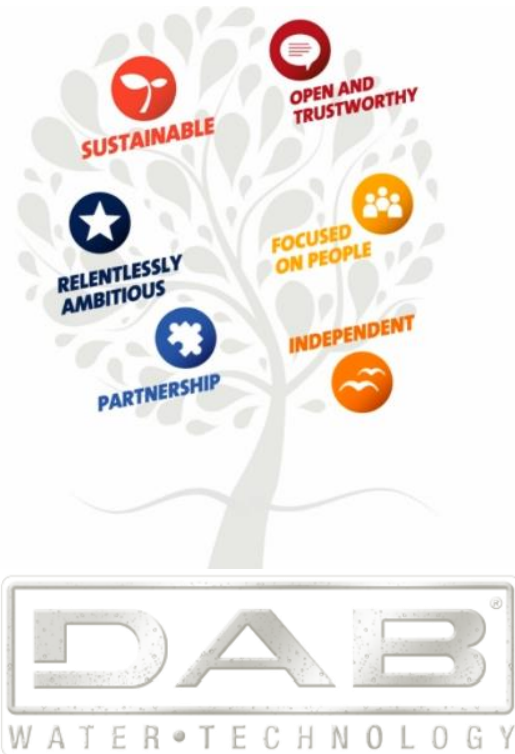 OPEN AND
TRUSTWORTHY
SUSTAINABLE
FOCUSED
ON PEOPLE
RELENTLESSLY
AMBITIOUS
INDEPENDENT
PARTNERSHIP
DAB®
WATER•TECHNOLOGY